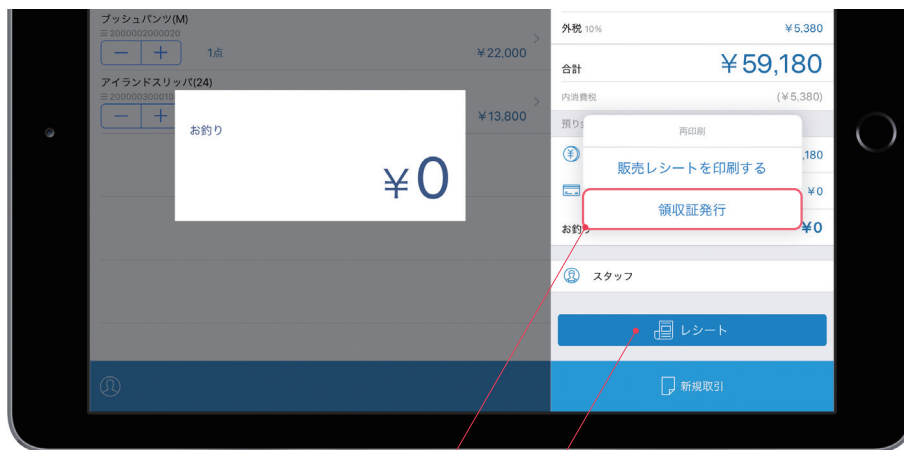 ブッシュパンツ(M)
2000002000020
1点
¥22,000
アイランドスリッパ(24)
¥13,800
お釣り
¥0
外税 10%
¥5,380
合計
¥59,180
内消費税
(¥5,380)
再印刷
販売レシートを印刷する
領収証発行
,180
¥0
お釣り
¥0
スタッフ
レシート
新規取引